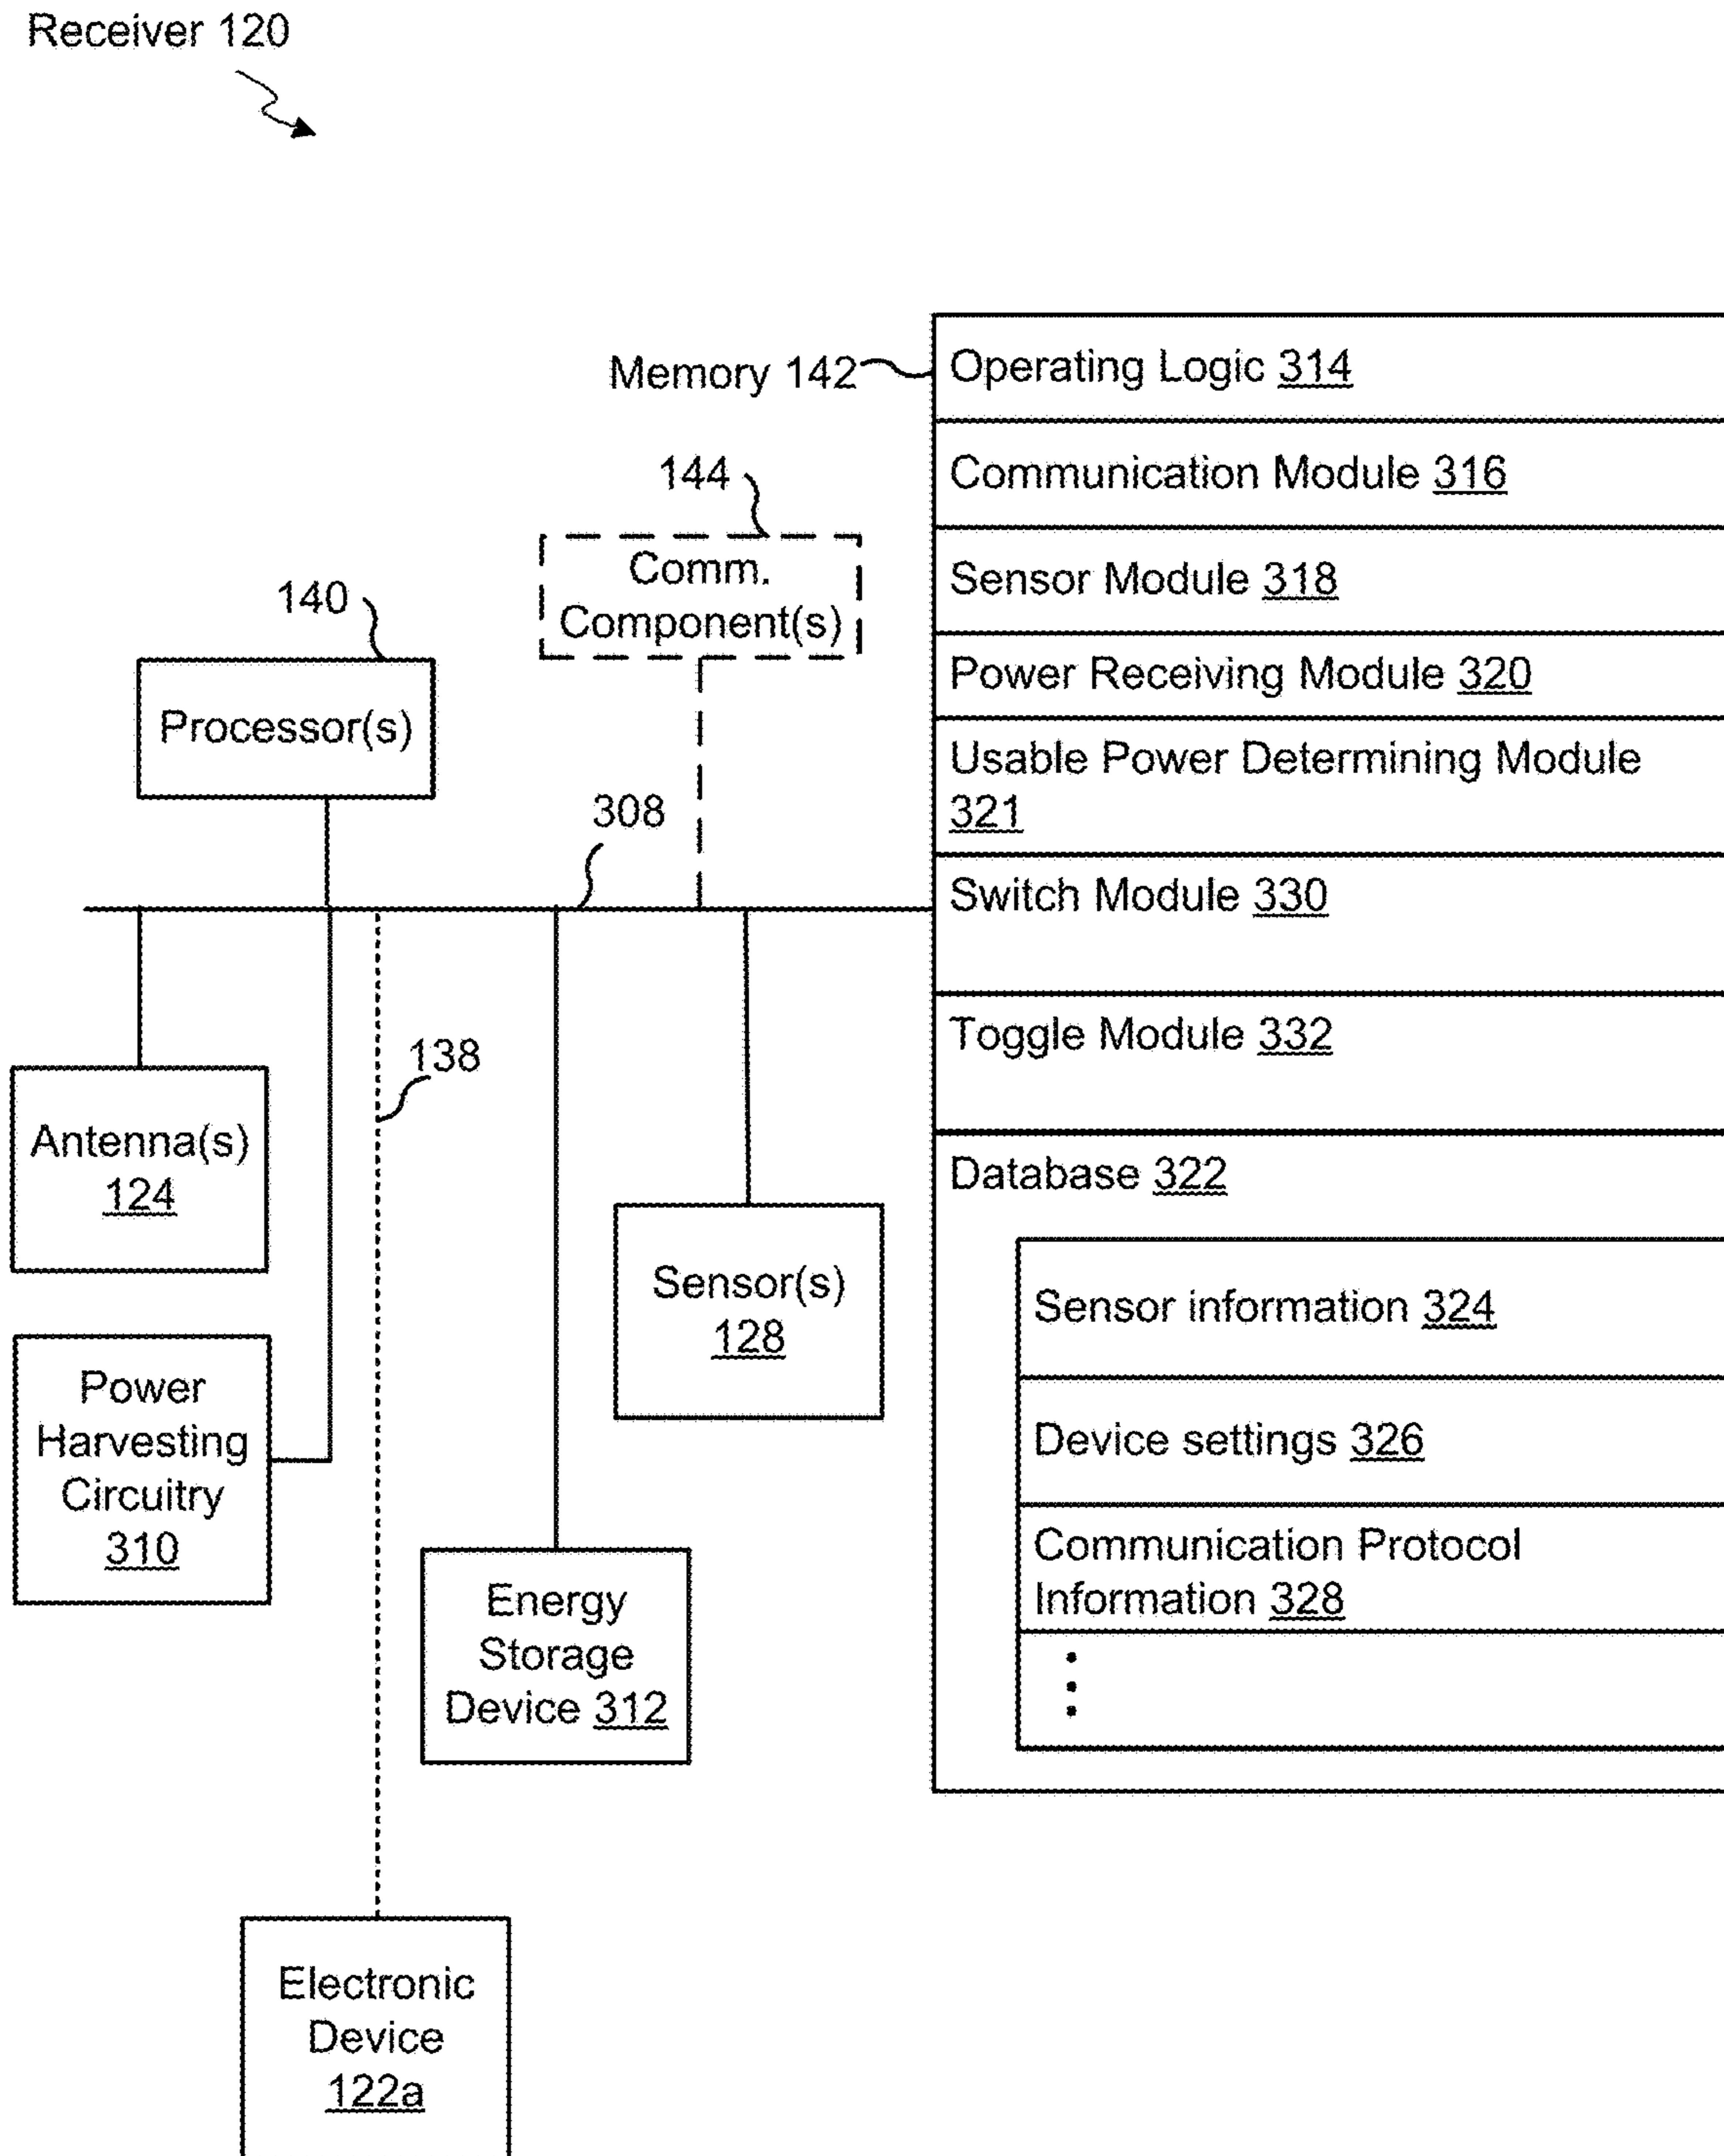 Receiver 120
Memory 142
Operating Logic 314
Communication Module 316
Sensor Module 318
Power Receiving Module 320
Usable Power Determining Module
321
Switch Module 330
Toggle Module 332
Database 322
Sensor information 324
Device settings 326
Communication Protocol
Information 328
144
Comm.
Component(s)
140
Processor(s)
308
138
Antenna(s)
124
Power
Harvesting
Circuitry
310
Sensor(s)
128
Energy
Storage
Device 312
Electronic
Device
122a